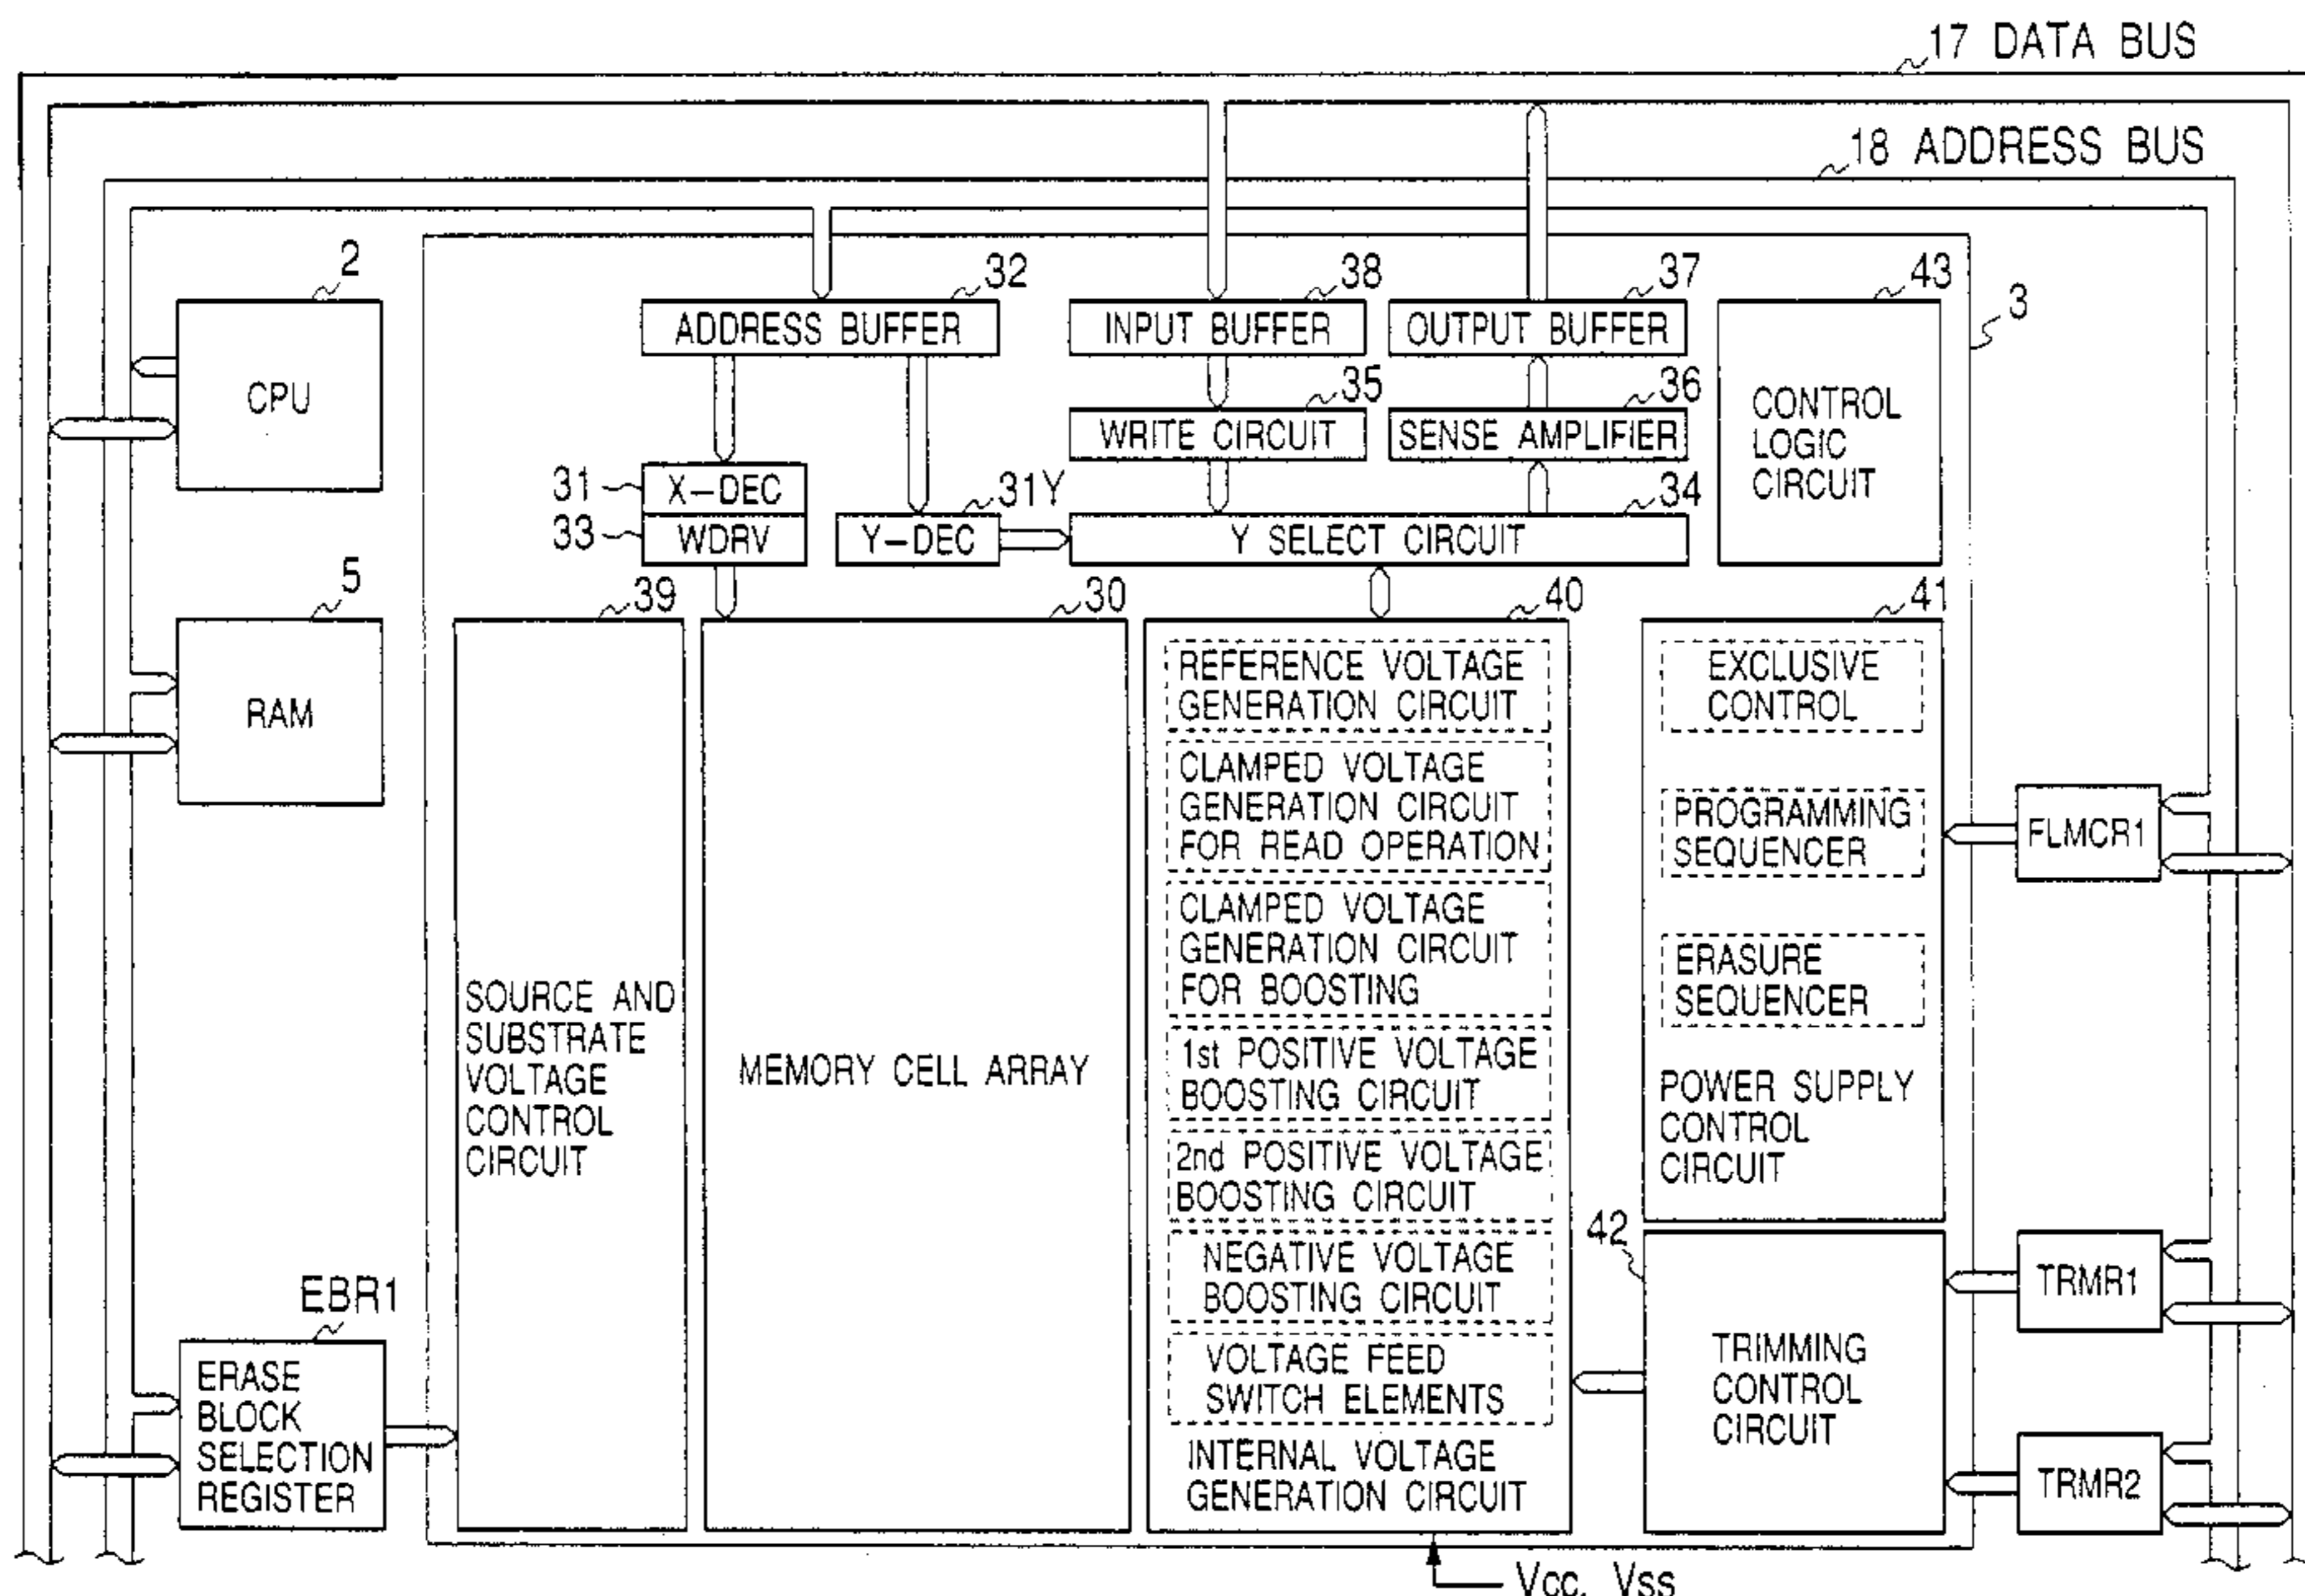 17 DATA BUS
18 ADDRESS BUS
2
CPU
5
RAM
EBR1
ERASE
BLOCK
SELECTION
REGISTER
32
ADDRESS BUFFER
38
INPUT BUFFER
37
OUTPUT BUFFER
43
CONTROL
LOGIC
CIRCUIT
3
35
WRITE CIRCUIT
36
SENSE AMPLIFIER
31
X-DEC
33
WDRV
31Y
Y-DEC
34
Y SELECT CIRCUIT
39
SOURCE AND
SUBSTRATE
VOLTAGE
CONTROL
CIRCUIT
30
MEMORY CELL ARRAY
40
REFERENCE VOLTAGE
GENERATION CIRCUIT
CLAMPED VOLTAGE
GENERATION CIRCUIT
FOR READ OPERATION
CLAMPED VOLTAGE
GENERATION CIRCUIT
FOR BOOSTING
1st POSITIVE VOLTAGE
BOOSTING CIRCUIT
2nd POSITIVE VOLTAGE
BOOSTING CIRCUIT
NEGATIVE VOLTAGE
BOOSTING CIRCUIT
VOLTAGE FEED
SWITCH ELEMENTS
INTERNAL VOLTAGE
GENERATION CIRCUIT
41
EXCLUSIVE
CONTROL
PROGRAMMING
SEQUENCER
ERASURE
SEQUENCER
POWER SUPPLY
CONTROL
CIRCUIT
42
TRIMMING
CONTROL
CIRCUIT
FLMCR1
TRMR1
TRMR2
Vcc, Vss